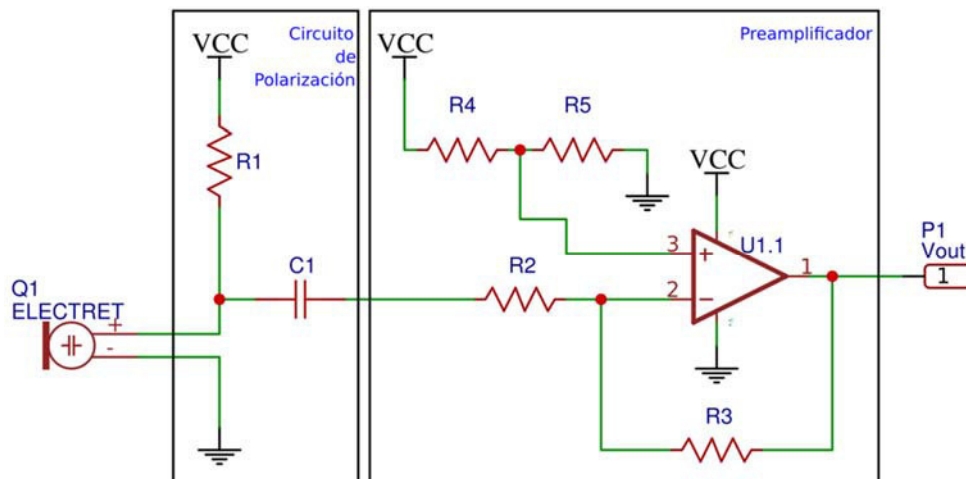 Circuito
de
Polarización
VCC
R1
C1
Q1
ELECTRET
+
-
Preamplificador
VCC
R4
R5
VCC
U1.1
3
+
2
−
1
R2
R3
P1
Vout
1